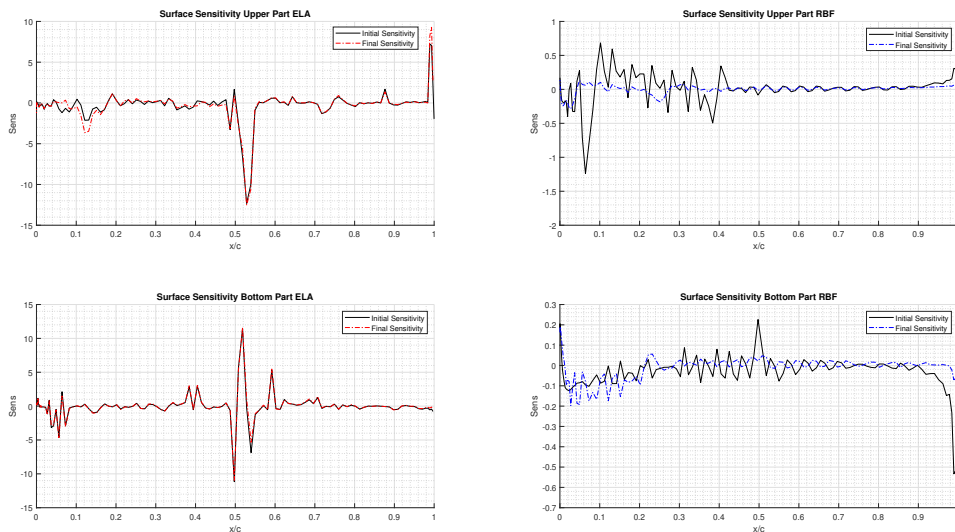 Surface Sensitivity Upper Part ELA
Initial Sensitivity
Final Sensitivity
Sens
10
5
0
-5
-10
-15
0 0.1 0.2 0.3 0.4 0.5 0.6 0.7 0.8 0.9 1
x/c
Surface Sensitivity Upper Part RBF
Initial Sensitivity
Final Sensitivity
Sens
1
0.5
0
-0.5
-1
-1.5
-2
0 0.1 0.2 0.3 0.4 0.5 0.6 0.7 0.8 0.9
x/c
Surface Sensitivity Bottom Part ELA
Initial Sensitivity
Final Sensitivity
Sens
15
10
5
0
-5
-10
-15
0 0.1 0.2 0.3 0.4 0.5 0.6 0.7 0.8 0.9 1
x/c
Surface Sensitivity Bottom Part RBF
Initial Sensitivity
Final Sensitivity
Sens
0.3
0.2
0.1
0
-0.1
-0.2
-0.3
-0.4
-0.5
-0.6
-0.7
0 0.1 0.2 0.3 0.4 0.5 0.6 0.7 0.8 0.9
x/c